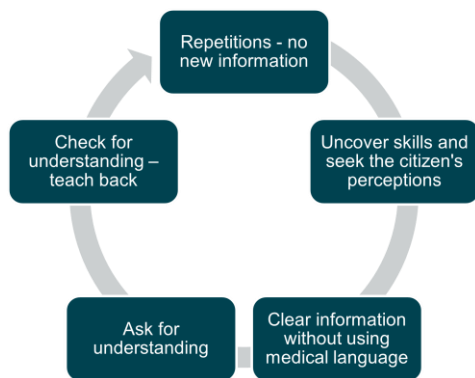 Repetitions - no
new information
Uncover skills and
seek the citizen's
perceptions
Clear information
without using
medical language
Ask for
understanding
Check for
understanding –
teach back